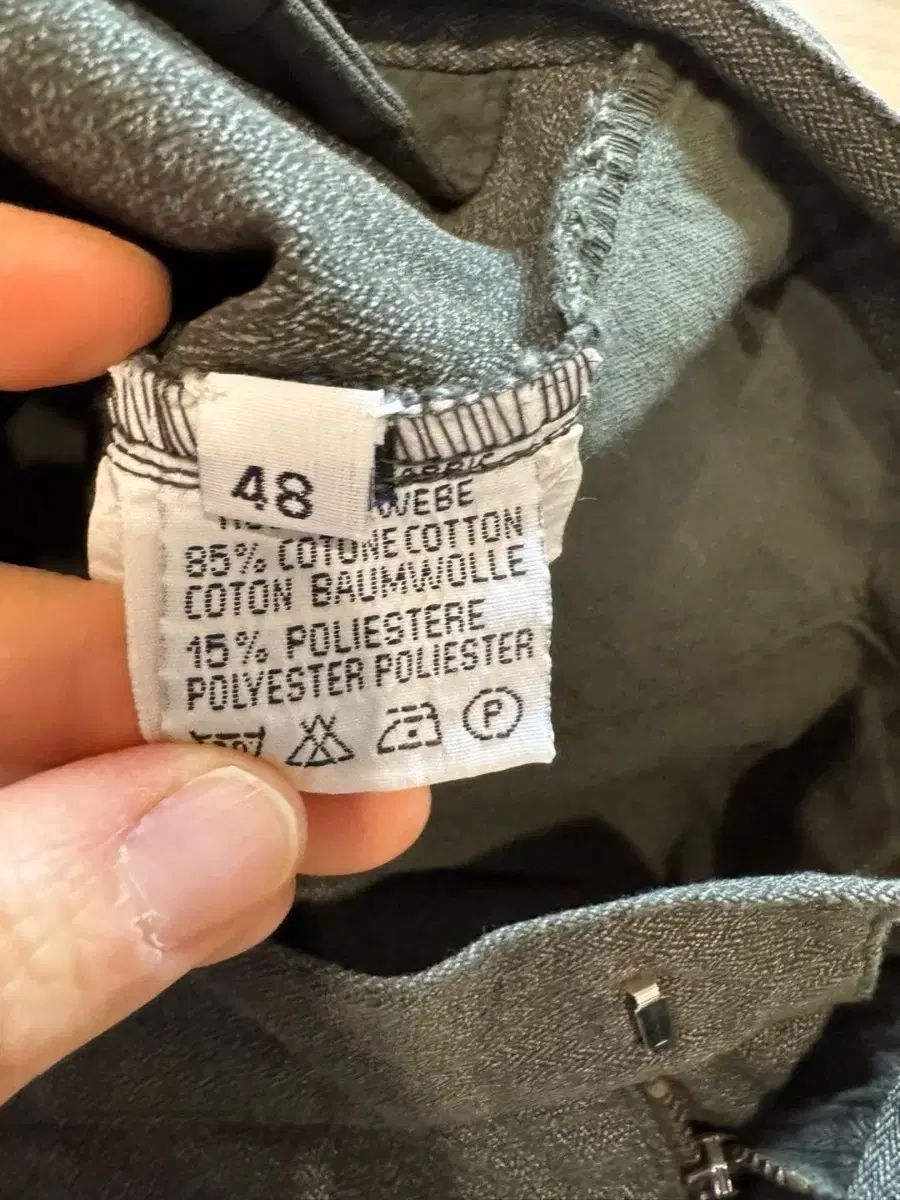 48
WEBE
85% COTONE COTTON
COTON BAUMWOLLE
15% POLIESTERE
POLYESTER POLIESTER
P